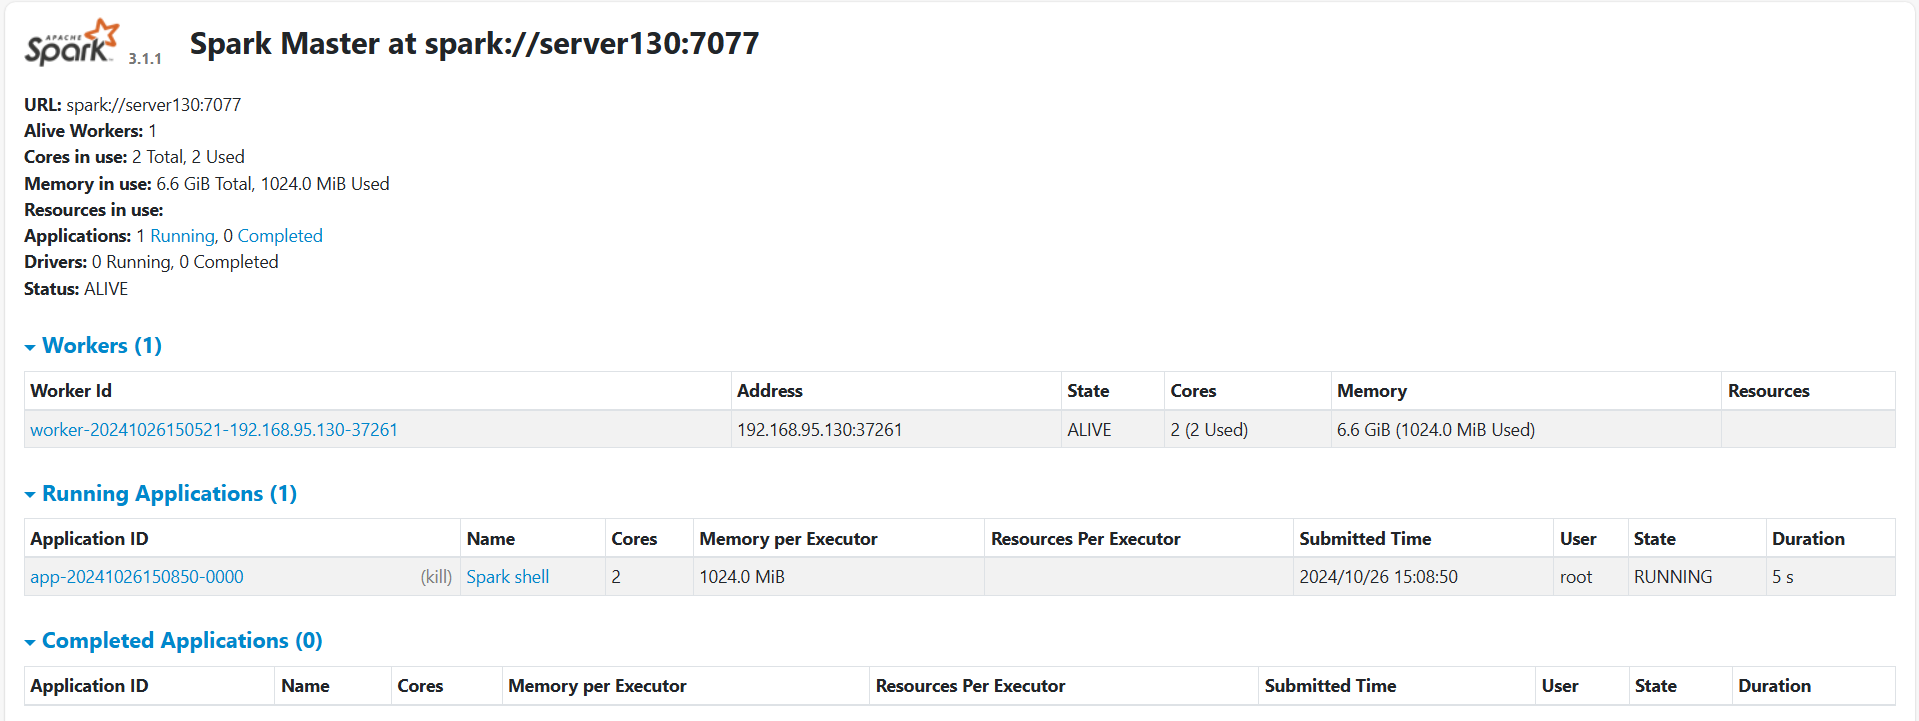 APACHE Spark 3.1.1 Spark Master at spark://server130:7077
URL: spark://server130:7077
Alive Workers: 1
Cores in use: 2 Total, 2 Used
Memory in use: 6.6 GiB Total, 1024.0 MiB Used
Resources in use:
Applications: 1 Running, 0 Completed
Drivers: 0 Running, 0 Completed
Status: ALIVE
Workers (1)
Worker Id Address State Cores Memory Resources
worker-20241026150521-192.168.95.130-37261 192.168.95.130:37261 ALIVE 2 (2 Used) 6.6 GiB (1024.0 MiB Used)
Running Applications (1)
Application ID Name Cores Memory per Executor Resources Per Executor Submitted Time User State Duration
app-20241026150850-0000 (kill) Spark shell 2 1024.0 MiB 2024/10/26 15:08:50 root RUNNING 5 s
Completed Applications (0)
Application ID Name Cores Memory per Executor Resources Per Executor Submitted Time User State Duration